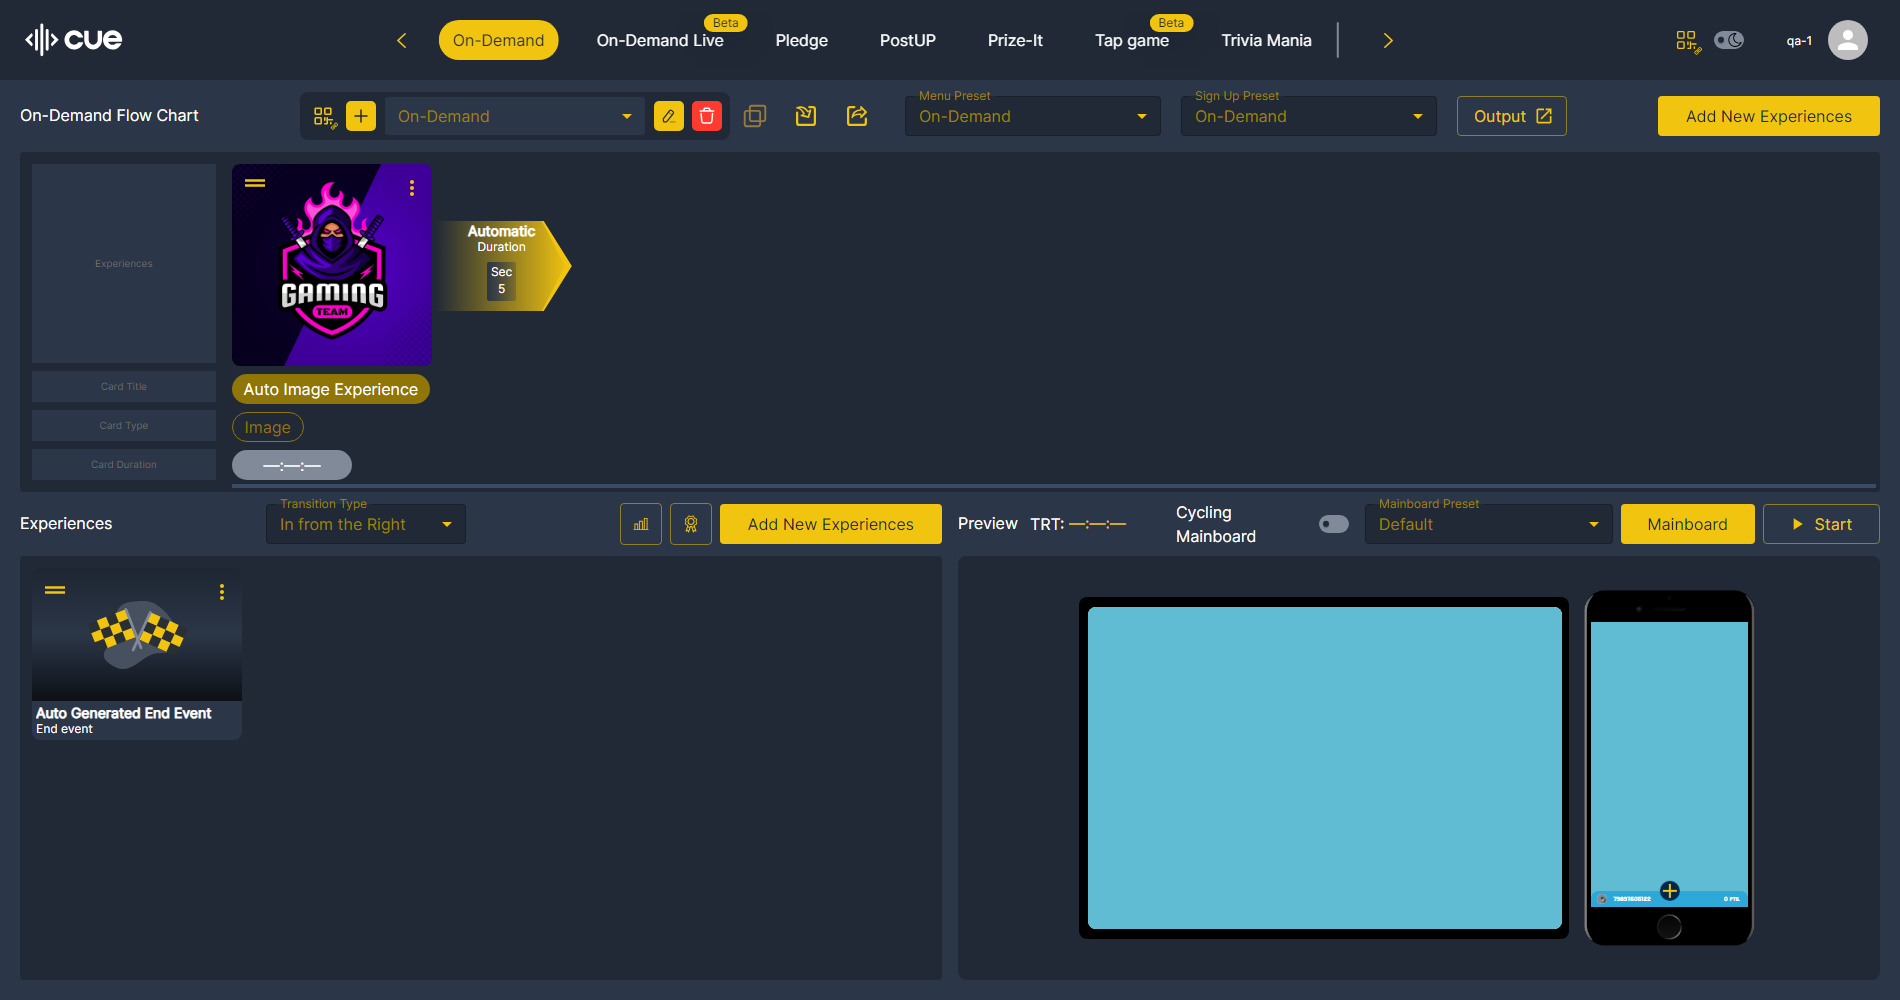 cue
On-Demand
On-Demand Live
Beta
Pledge
PostUP
Prize-It
Tap game
Beta
Trivia Mania
qa-1
On-Demand Flow Chart
On-Demand
Menu Preset
On-Demand
Sign Up Preset
On-Demand
Output
Add New Experiences
Experiences
Card Title
Card Type
Card Duration
GAMING
TEAM
Automatic
Duration
Sec
5
Auto Image Experience
Image
—:—:—
Experiences
Transition Type
In from the Right
Add New Experiences
Preview
TRT: —:—:—
Cycling
Mainboard
Mainboard Preset
Default
Mainboard
Start
Auto Generated End Event
End event
0 PTS.